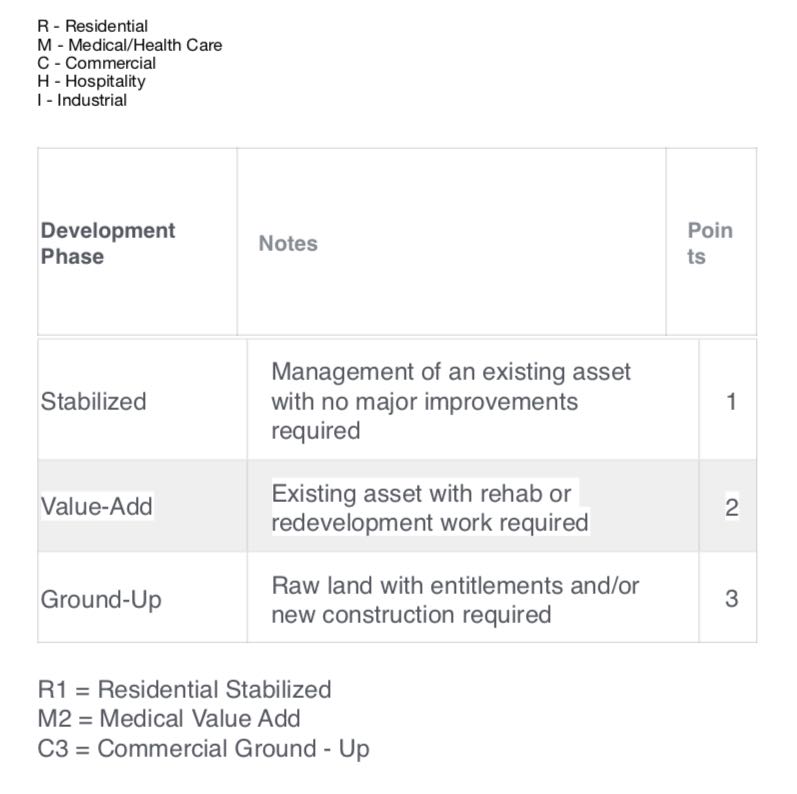 R - Residential
M - Medical/Health Care
C - Commercial
H - Hospitality
I - Industrial
Development
Phase
Notes
Poin
ts
Stabilized
Management of an existing asset
with no major improvements
required
1
Value-Add
Existing asset with rehab or
redevelopment work required
2
Ground-Up
Raw land with entitlements and/or
new construction required
3
R1 = Residential Stabilized
M2 = Medical Value Add
C3 = Commercial Ground - Up